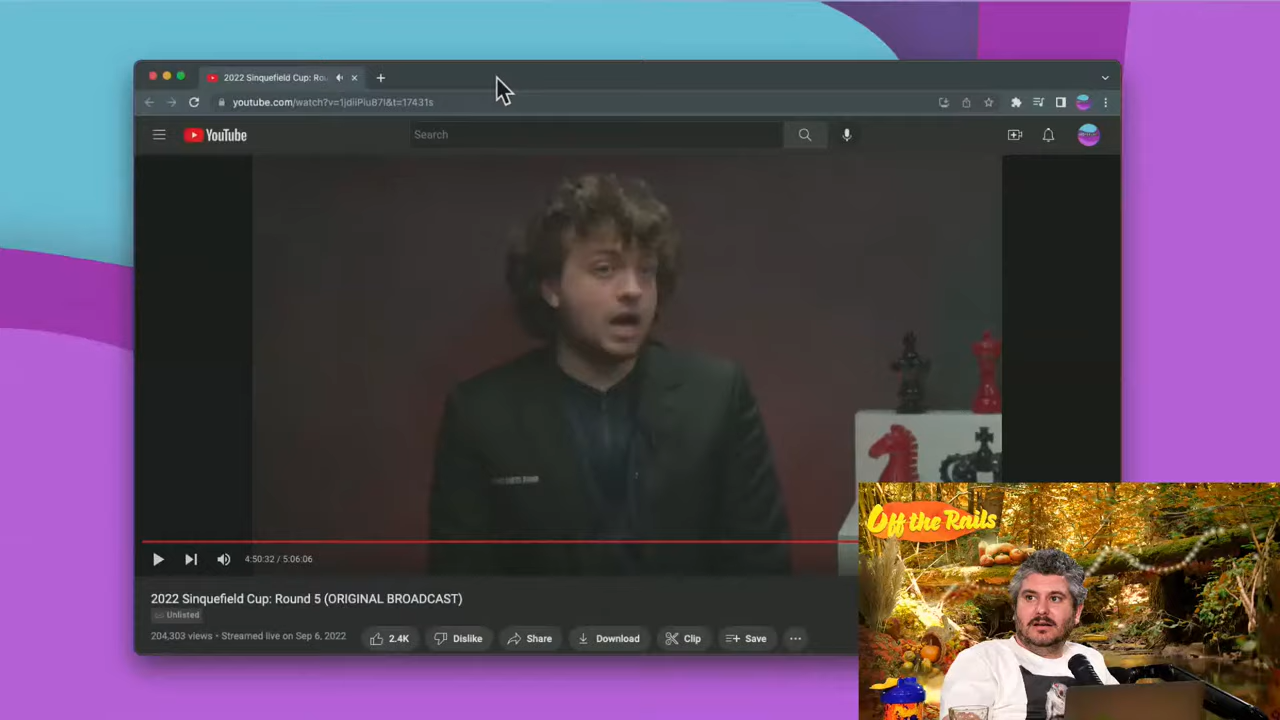 2022 Sinquefield Cup: Rou
youtube.com/watch?v=1jdiiPiu87I&t=17431s
YouTube
Search
4:50:32 / 5:06:06
2022 Sinquefield Cup: Round 5 (ORIGINAL BROADCAST)
Unlisted
204,303 views • Streamed live on Sep 6, 2022
2.4K
Dislike
Share
Download
Clip
Save
Off the Rails